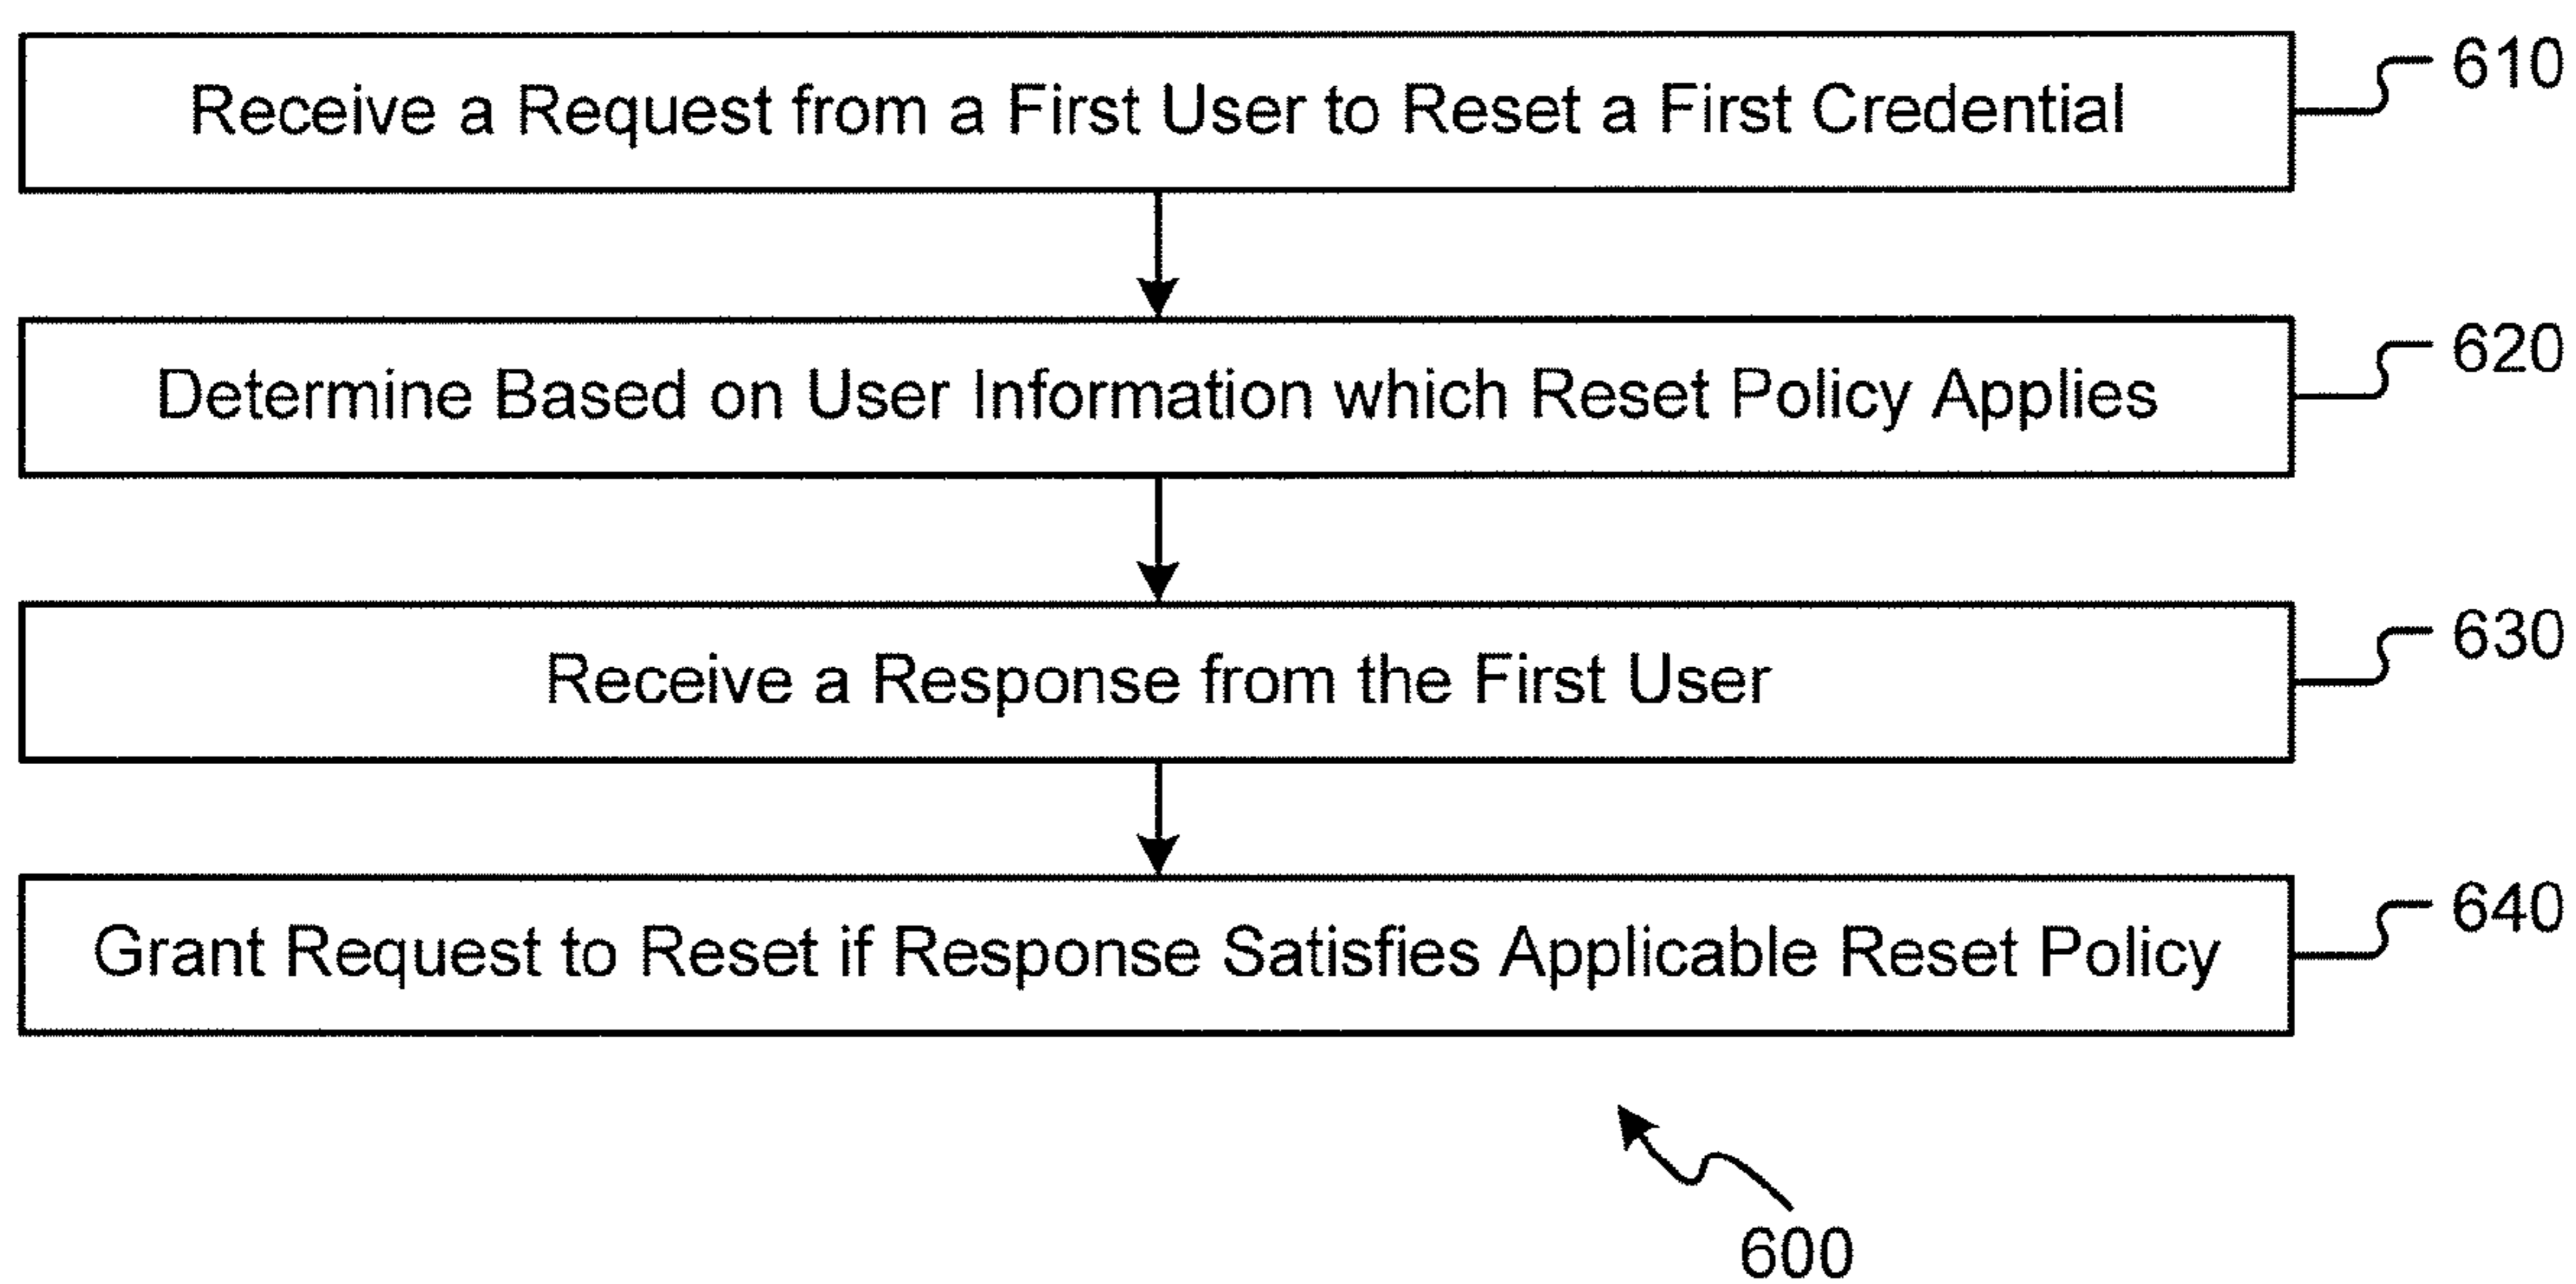 Receive a Request from a First User to Reset a First Credential
610
Determine Based on User Information which Reset Policy Applies
620
Receive a Response from the First User
630
Grant Request to Reset if Response Satisfies Applicable Reset Policy
640
600